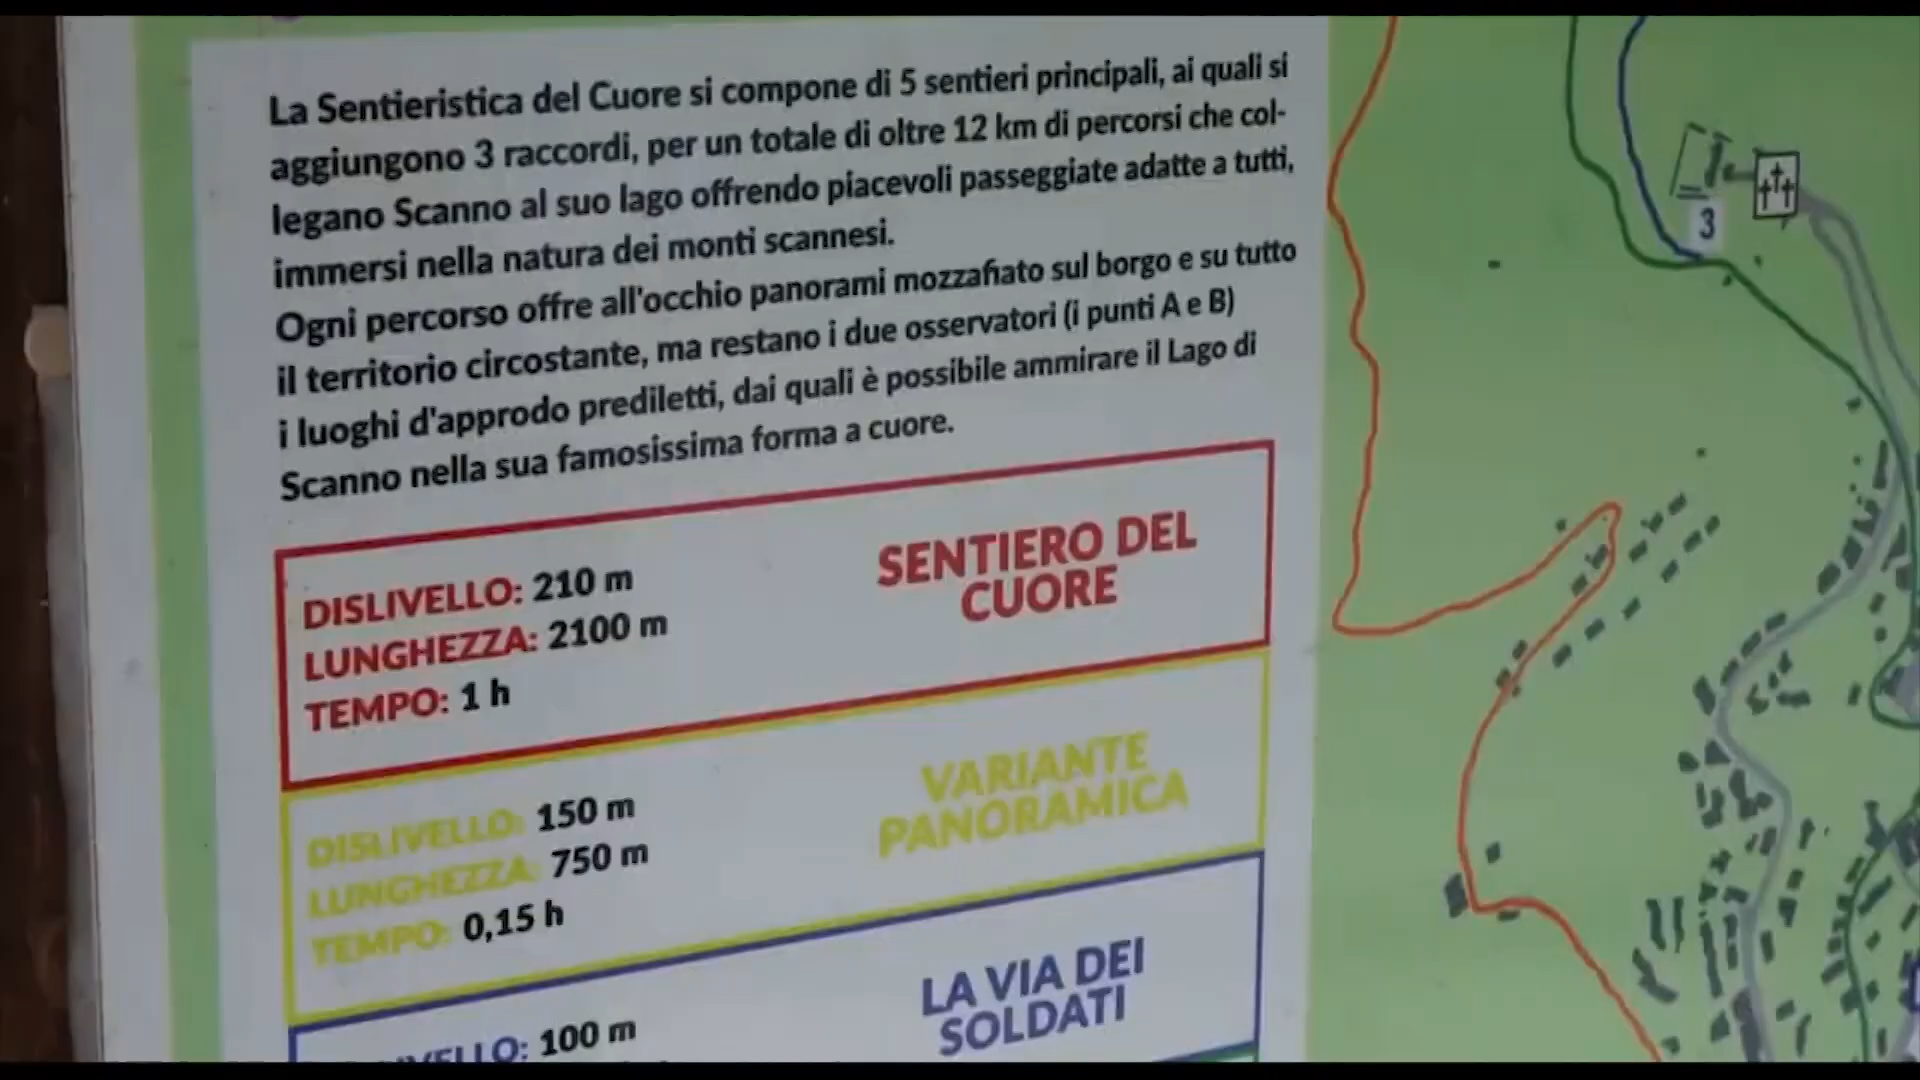 La Sentieristica del Cuore si compone di 5 sentieri principali, ai quali si
aggiungono 3 raccordi, per un totale di oltre 12 km di percorsi che col-
legano Scanno al suo lago offrendo piacevoli passeggiate adatte a tutti,
immersi nella natura dei monti scannesi.
Ogni percorso offre all'occhio panorami mozzafiato sul borgo e su tutto
il territorio circostante, ma restano i due osservatori (i punti A e B)
i luoghi d'approdo prediletti, dai quali è possibile ammirare il Lago di
Scanno nella sua famosissima forma a cuore.
DISLIVELLO: 210 m
LUNGHEZZA: 2100 m
TEMPO: 1 h
SENTIERO DEL
CUORE
DISLIVELLO: 150 m
LUNGHEZZA: 750 m
TEMPO: 0,15 h
VARIANTE
PANORAMICA
100 m
LA VIA DEI
SOLDATI
3